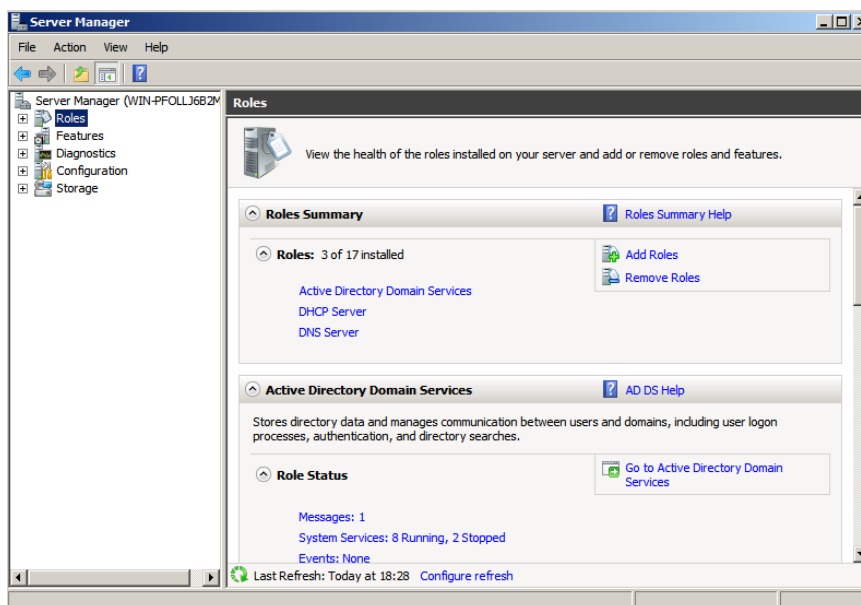 Server Manager
File Action View Help
Server Manager (WIN-PFOLLJ6B2M
Roles
Features
Diagnostics
Configuration
Storage
Roles
View the health of the roles installed on your server and add or remove roles and features.
Roles Summary
Roles Summary Help
Roles: 3 of 17 installed
Add Roles
Remove Roles
Active Directory Domain Services
DHCP Server
DNS Server
Active Directory Domain Services
AD DS Help
Stores directory data and manages communication between users and domains, including user logon
processes, authentication, and directory searches.
Role Status
Go to Active Directory Domain
Services
Messages: 1
System Services: 8 Running, 2 Stopped
Events: None
Last Refresh: Today at 18:28 Configure refresh